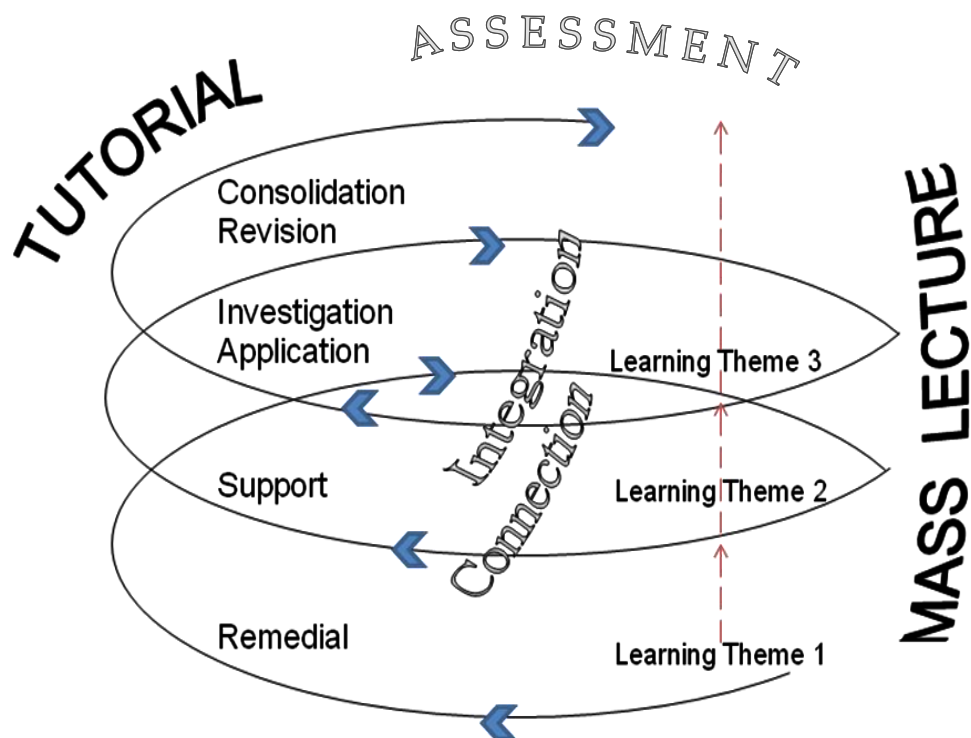 ASSESSMENT
TUTORIAL
Consolidation
Revision
MASS LECTURE
Integration
Investigation
Application
Learning Theme 3
Connection
Support
Learning Theme 2
Remedial
Learning Theme 1